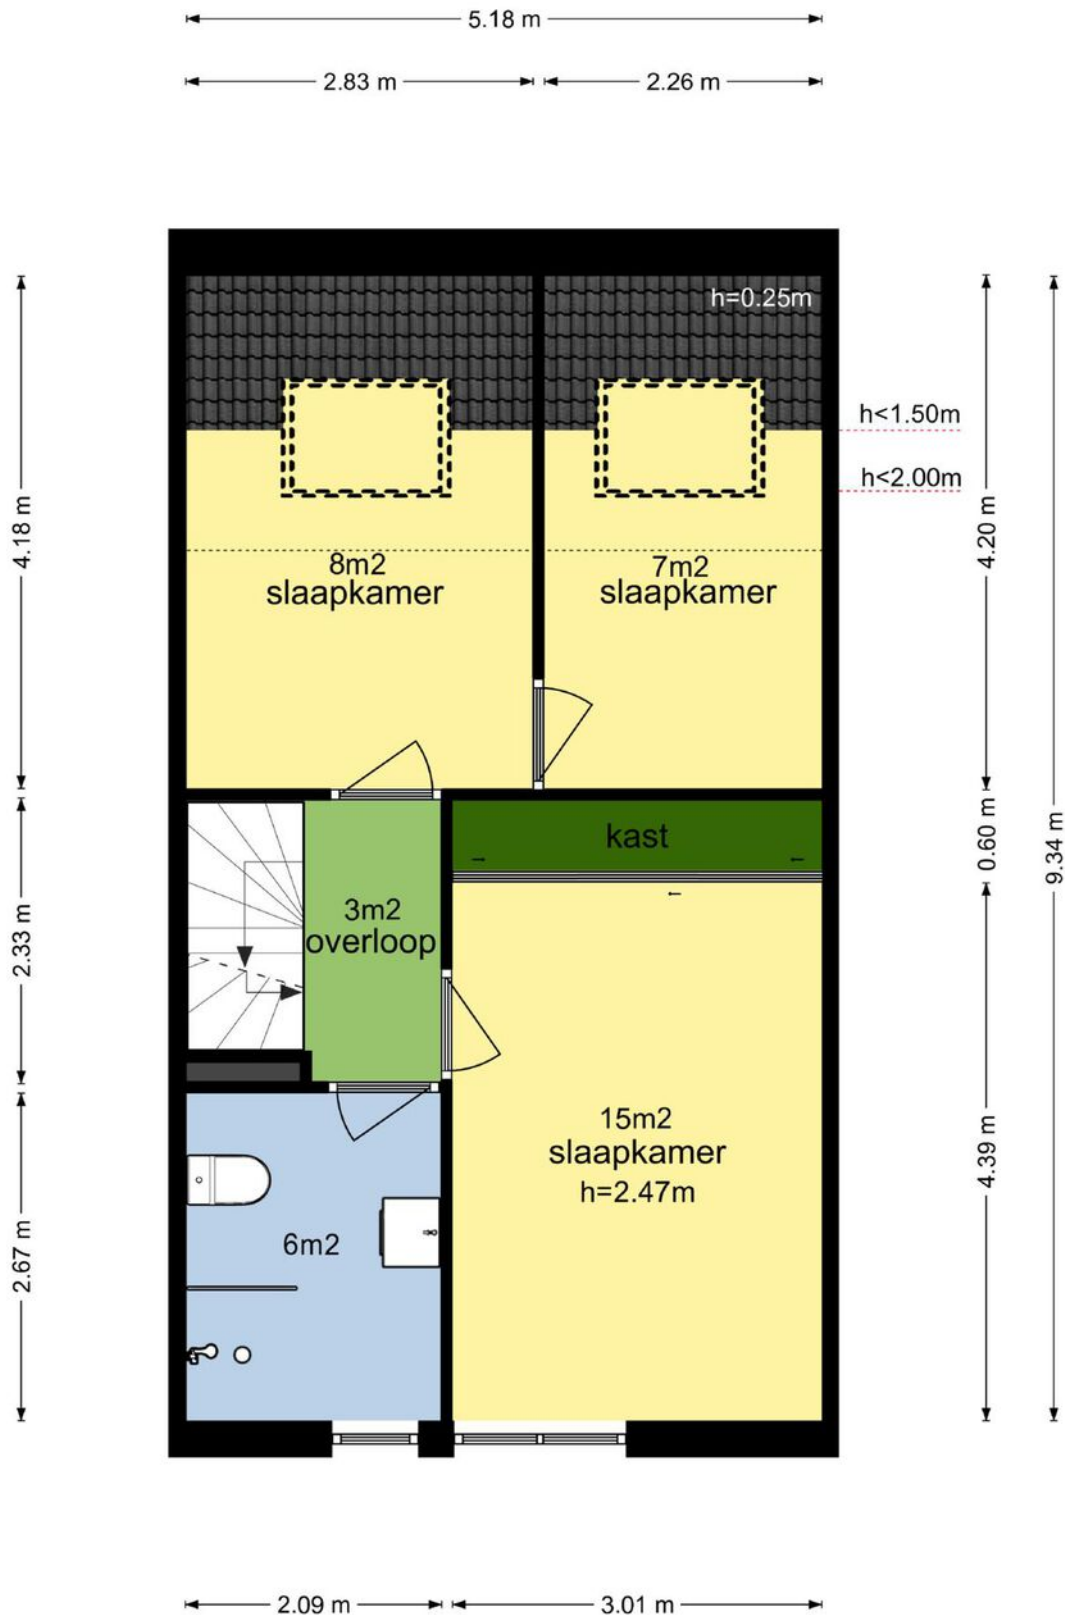 5.18 m
2.83 m
2.26 m
h=0.25m
h<1.50m
h<2.00m
4.18 m
4.20 m
8m2
slaapkamer
7m2
slaapkamer
kast
0.60 m
9.34 m
3m2
overloop
2.33 m
15m2
slaapkamer
h=2.47m
4.39 m
6m2
2.67 m
2.09 m
3.01 m